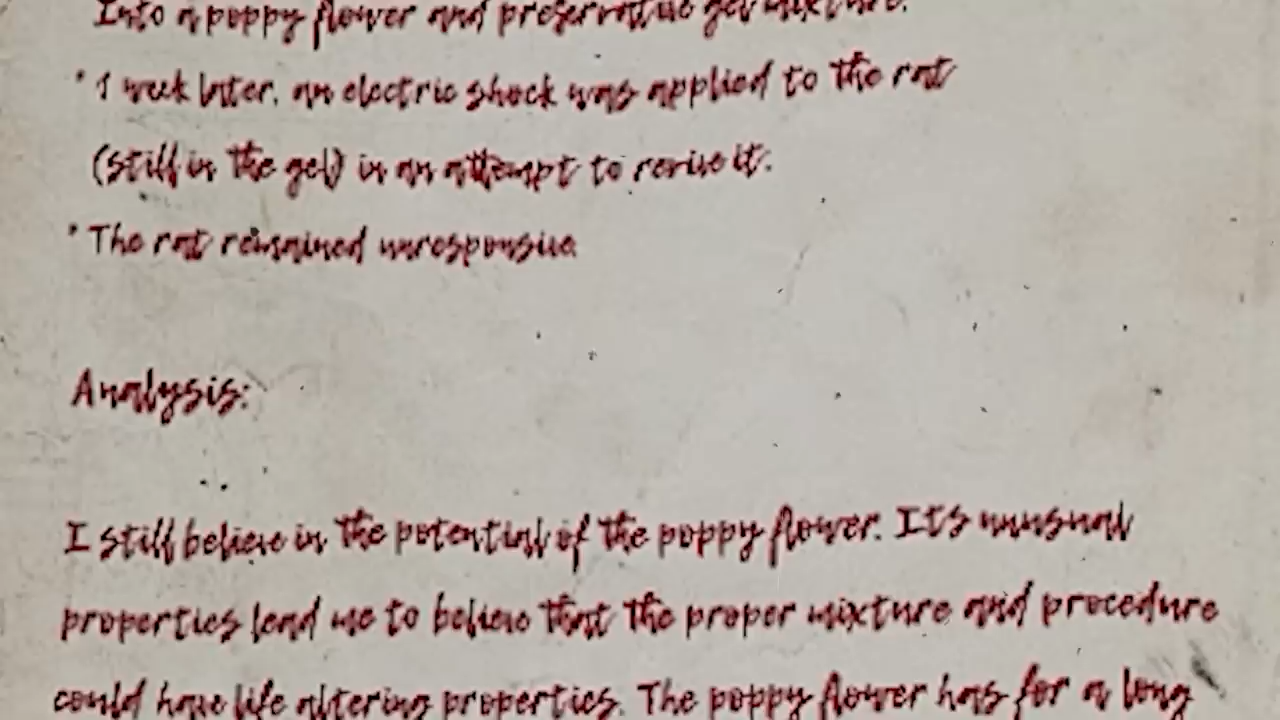 Into a poppy flower and preservative gel mixture.
* 1 week later, an electric shock was applied to the rat
(still in the gel) in an attempt to revive it.
* The rat remained unresponsive.
Analysis:
I still believe in the potential of the poppy flower. Its unusual
properties lead me to believe that the proper mixture and procedure
could have life altering properties. The poppy flower has for a long